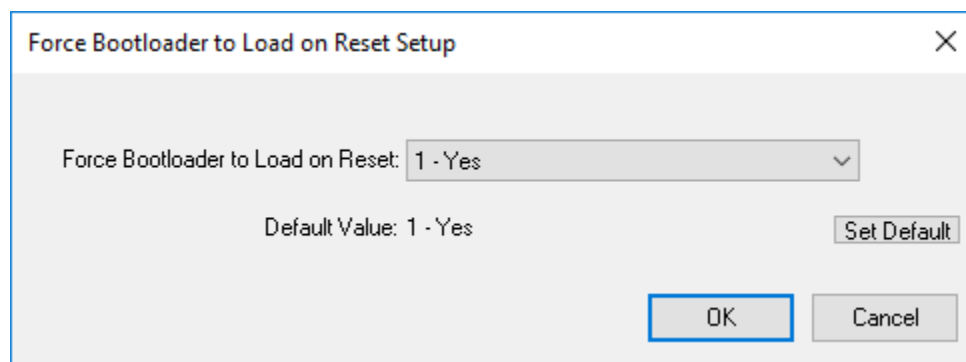 Force Bootloader to Load on Reset Setup
Force Bootloader to Load on Reset: 1 - Yes
Default Value: 1 - Yes Set Default
OK Cancel